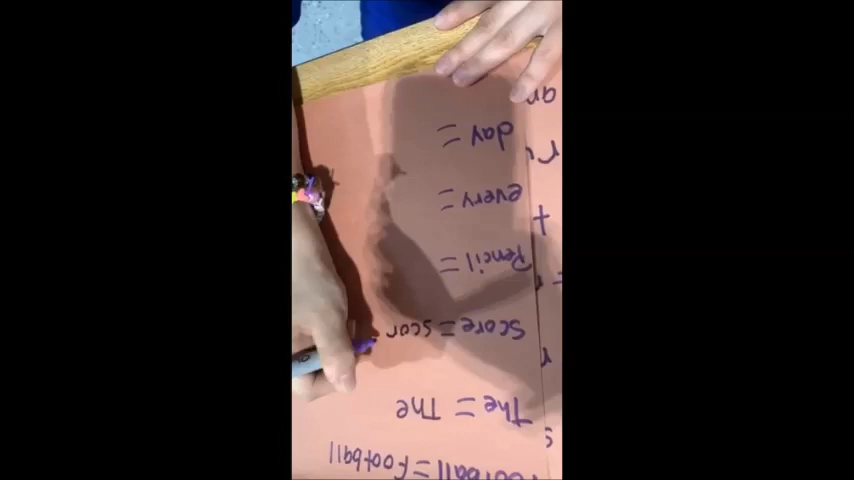 Football = Football
The = The
Score = scor
Pencil =
every =
day =